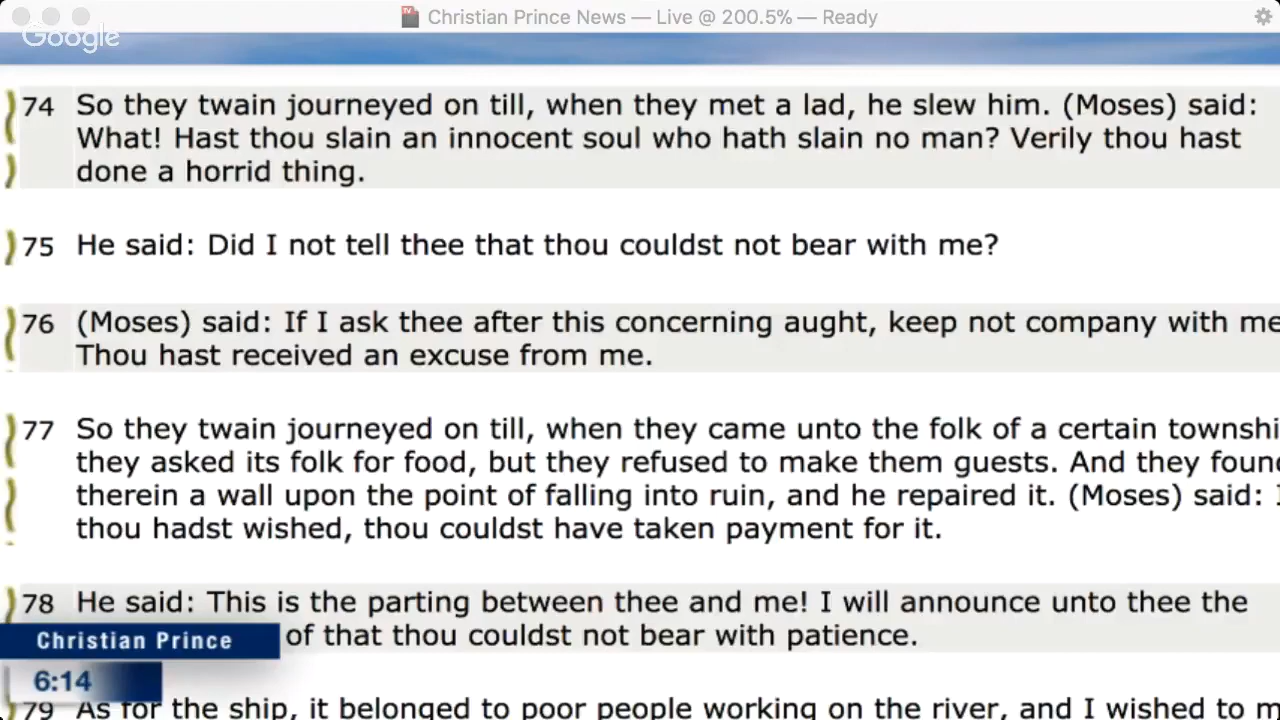 Christian Prince News — Live @ 200.5% — Ready
Google
74 So they twain journeyed on till, when they met a lad, he slew him. (Moses) said:
What! Hast thou slain an innocent soul who hath slain no man? Verily thou hast
done a horrid thing.
75 He said: Did I not tell thee that thou couldst not bear with me?
76 (Moses) said: If I ask thee after this concerning aught, keep not company with me
Thou hast received an excuse from me.
77 So they twain journeyed on till, when they came unto the folk of a certain townshi
they asked its folk for food, but they refused to make them guests. And they foun
therein a wall upon the point of falling into ruin, and he repaired it. (Moses) said:
thou hadst wished, thou couldst have taken payment for it.
78 He said: This is the parting between thee and me! I will announce unto thee the
of that thou couldst not bear with patience.
Christian Prince
6:14
79 As for the ship, it belonged to poor people working on the river, and I wished to m